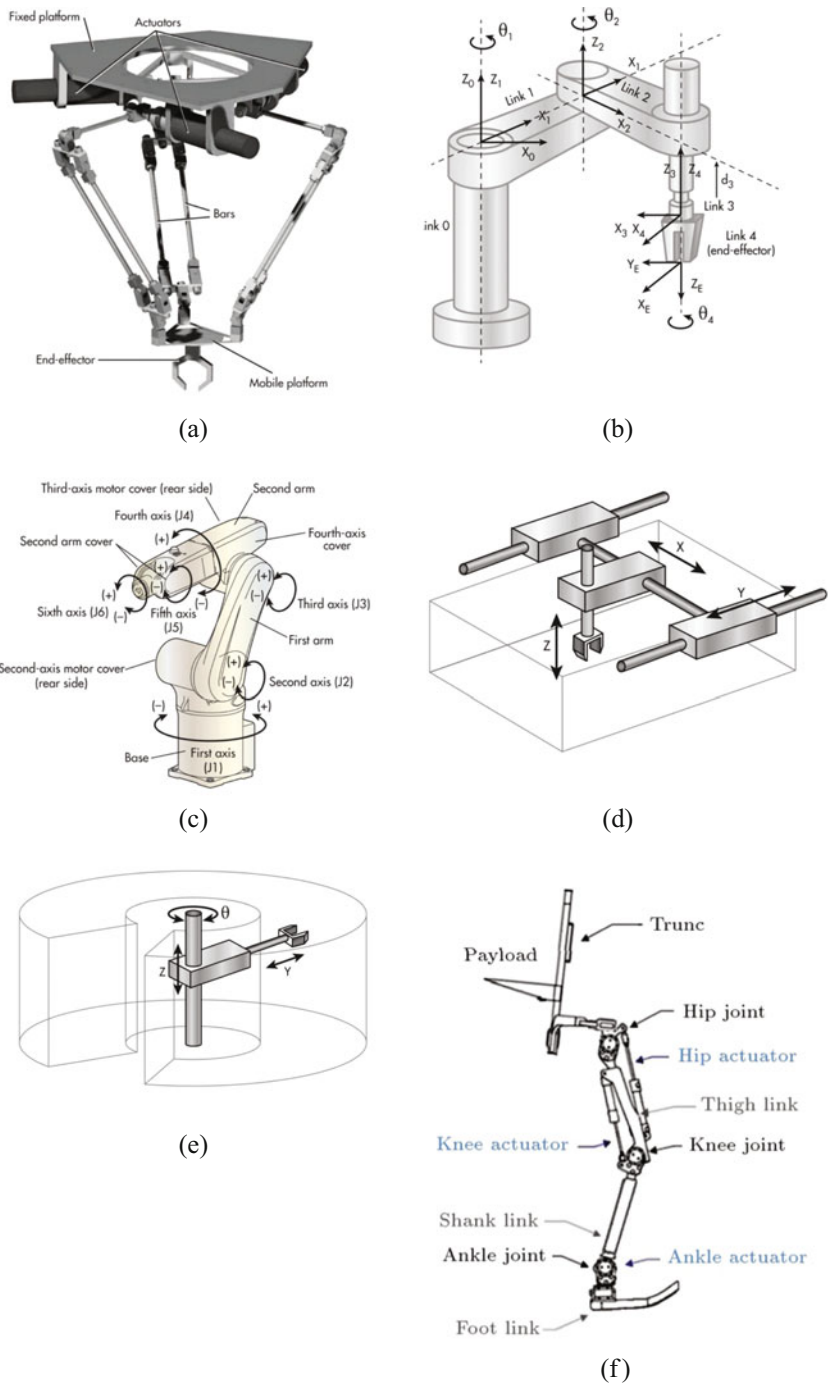 Fixed platform
Actuators
Bars
End-effector
Mobile platform
(a)
θ1
θ2
Z0 Z1
Z2
X1
Link 1
Link 2
X1
X0
X2
Z3 Z4
d3
Link 3
ink 0
X3 X4
Link 4
(end-effector)
YE
ZE
XE
θ4
(b)
Third-axis motor cover (rear side)
Second arm
Fourth axis (J4)
Fourth-axis
cover
Second arm cover
(+)
(+)
(+)
(+)
(−)
(−)
(−)
(−)
Sixth axis (J6)
Fifth axis
(J5)
Third axis (J3)
First arm
Second-axis motor cover
(rear side)
(+)
(−)
Second axis (J2)
(−)
(+)
Base
First axis
(J1)
(c)
X
Y
Z
(d)
θ
Z
Y
(e)
Trunc
Payload
Hip joint
Hip actuator
Thigh link
Knee actuator
Knee joint
Shank link
Ankle joint
Ankle actuator
Foot link
(f)